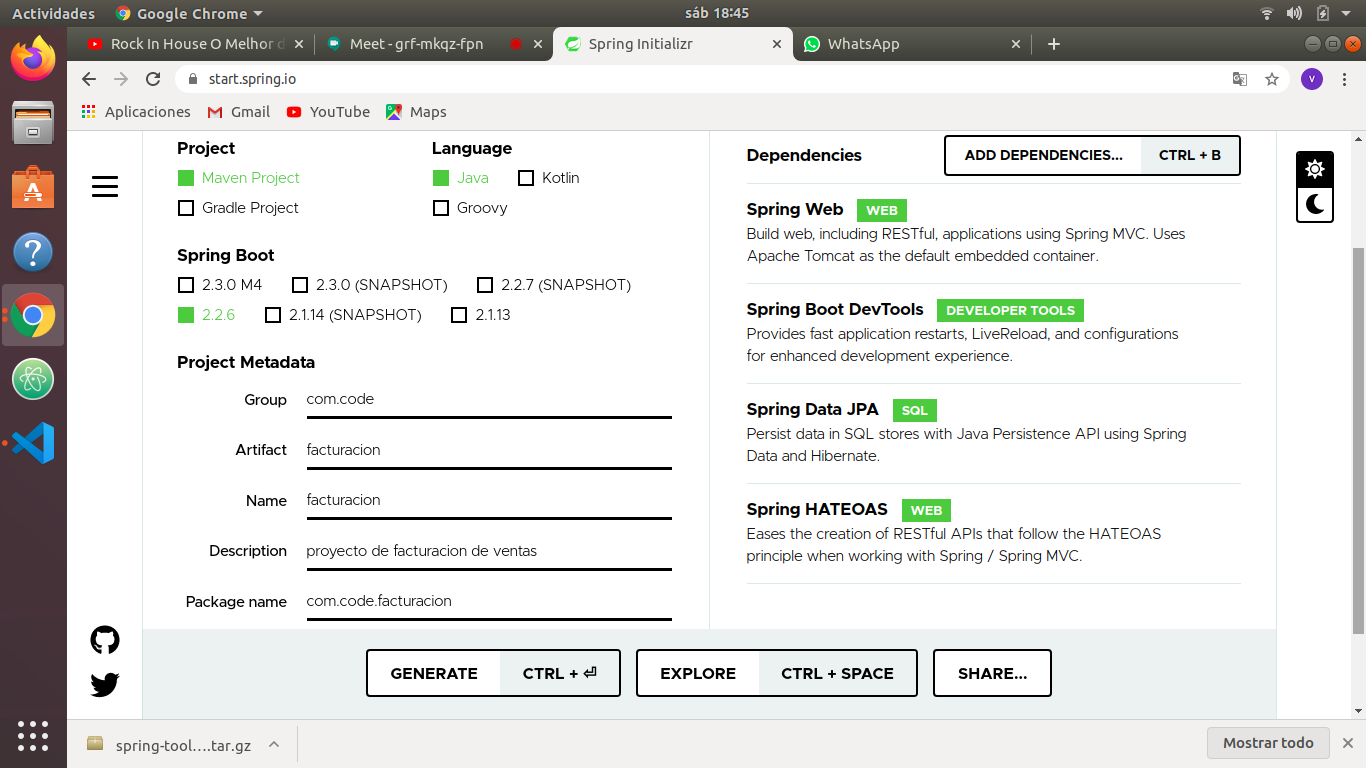 Actividades
Google Chrome
sáb 18:45
Rock In House O Melhor d
Meet - grf-mkqz-fpn
Spring Initializr
WhatsApp
start.spring.io
V
Aplicaciones
Gmail
YouTube
Maps
Project
Maven Project
Gradle Project
Language
Java
Kotlin
Groovy
Spring Boot
2.3.0 M4
2.3.0 (SNAPSHOT)
2.2.7 (SNAPSHOT)
2.2.6
2.1.14 (SNAPSHOT)
2.1.13
Project Metadata
Group com.code
Artifact facturacion
Name facturacion
Description proyecto de facturacion de ventas
Package name com.code.facturacion
Dependencies
ADD DEPENDENCIES... CTRL + B
Spring Web WEB
Build web, including RESTful, applications using Spring MVC. Uses
Apache Tomcat as the default embedded container.
Spring Boot DevTools DEVELOPER TOOLS
Provides fast application restarts, LiveReload, and configurations
for enhanced development experience.
Spring Data JPA SQL
Persist data in SQL stores with Java Persistence API using Spring
Data and Hibernate.
Spring HATEOAS WEB
Eases the creation of RESTful APIs that follow the HATEOAS
principle when working with Spring / Spring MVC.
GENERATE CTRL + ⏎
EXPLORE CTRL + SPACE
SHARE...
spring-tool....tar.gz
Mostrar todo